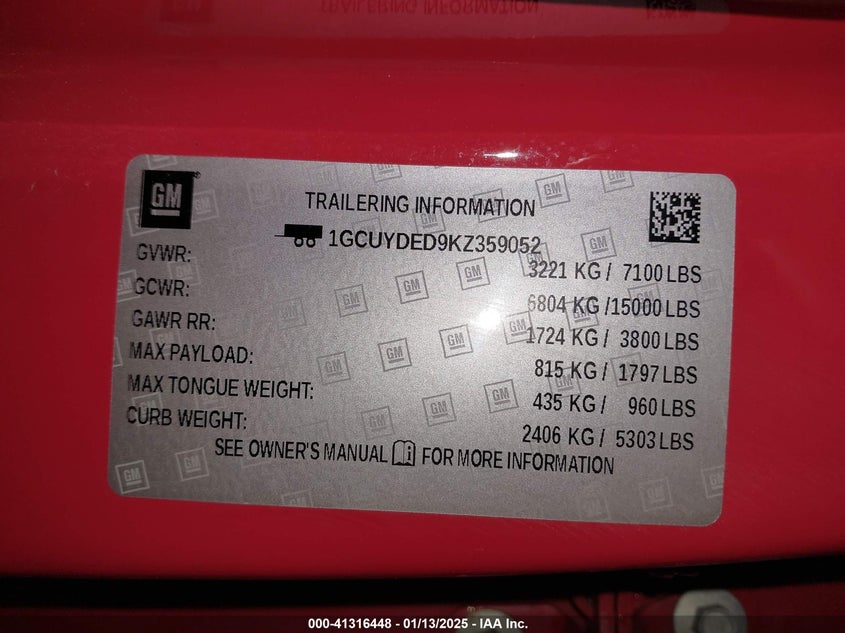 TRAILERING INFORMATION
GM
TRAILERING INFORMATION
1GCUYDED9KZ359052
GVWR: 3221 KG / 7100 LBS
GCWR: 6804 KG /15000 LBS
GAWR RR: 1724 KG / 3800 LBS
MAX PAYLOAD: 815 KG / 1797 LBS
MAX TONGUE WEIGHT: 435 KG / 960 LBS
CURB WEIGHT: 2406 KG / 5303 LBS
SEE OWNER'S MANUAL i FOR MORE INFORMATION
000-41316448 - 01/13/2025 - IAA Inc.